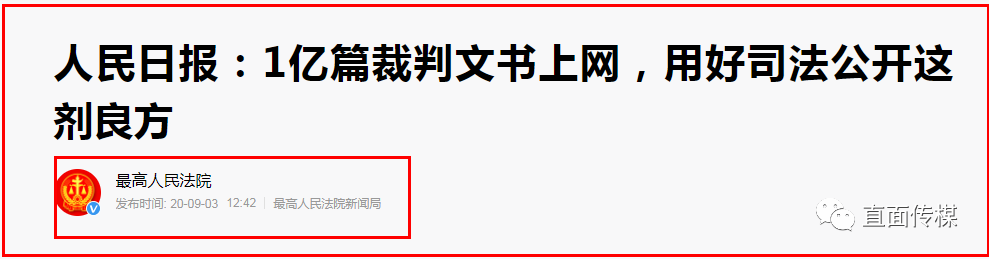 人民日报：1亿篇裁判文书上网，用好司法公开这
剂良方
最高人民法院
发布时间: 20-09-03 12:42 | 最高人民法院新闻局
直面传媒